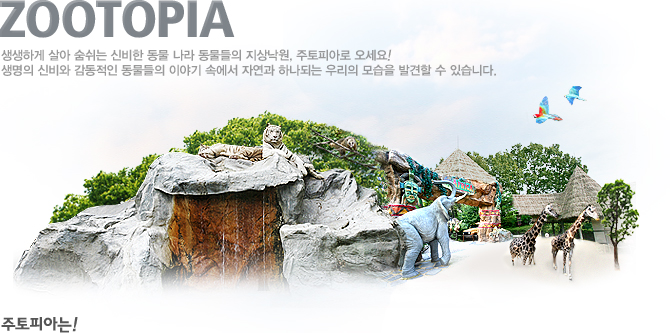 ZOOTOPIA
생생하게 살아 숨쉬는 신비한 동물 나라 동물들의 지상낙원, 주토피아로 오세요!
생명의 신비와 감동적인 동물들의 이야기 속에서 자연과 하나되는 우리의 모습을 발견할 수 있습니다.
주토피아는!